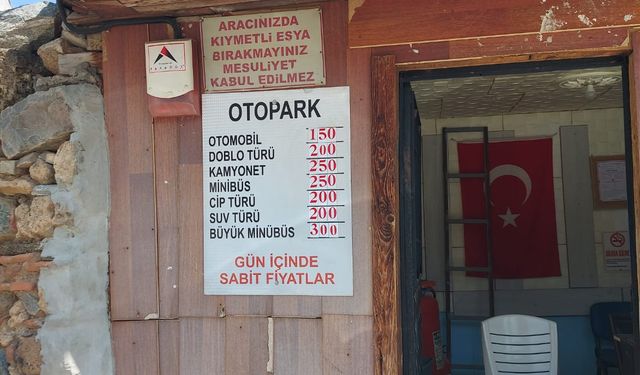 ARACINIZDA
KIYMETLİ EŞYA
BIRAKMAYINIZ
MESULİYET
KABUL EDİLMEZ
OTOPARK
OTOMOBİL 150
DOBLO TÜRÜ 200
KAMYONET 250
MİNİBÜS 250
CİP TÜRÜ 200
SUV TÜRÜ 200
BÜYÜK MİNÜBÜS 300
GÜN İÇİNDE
SABİT FİYATLAR